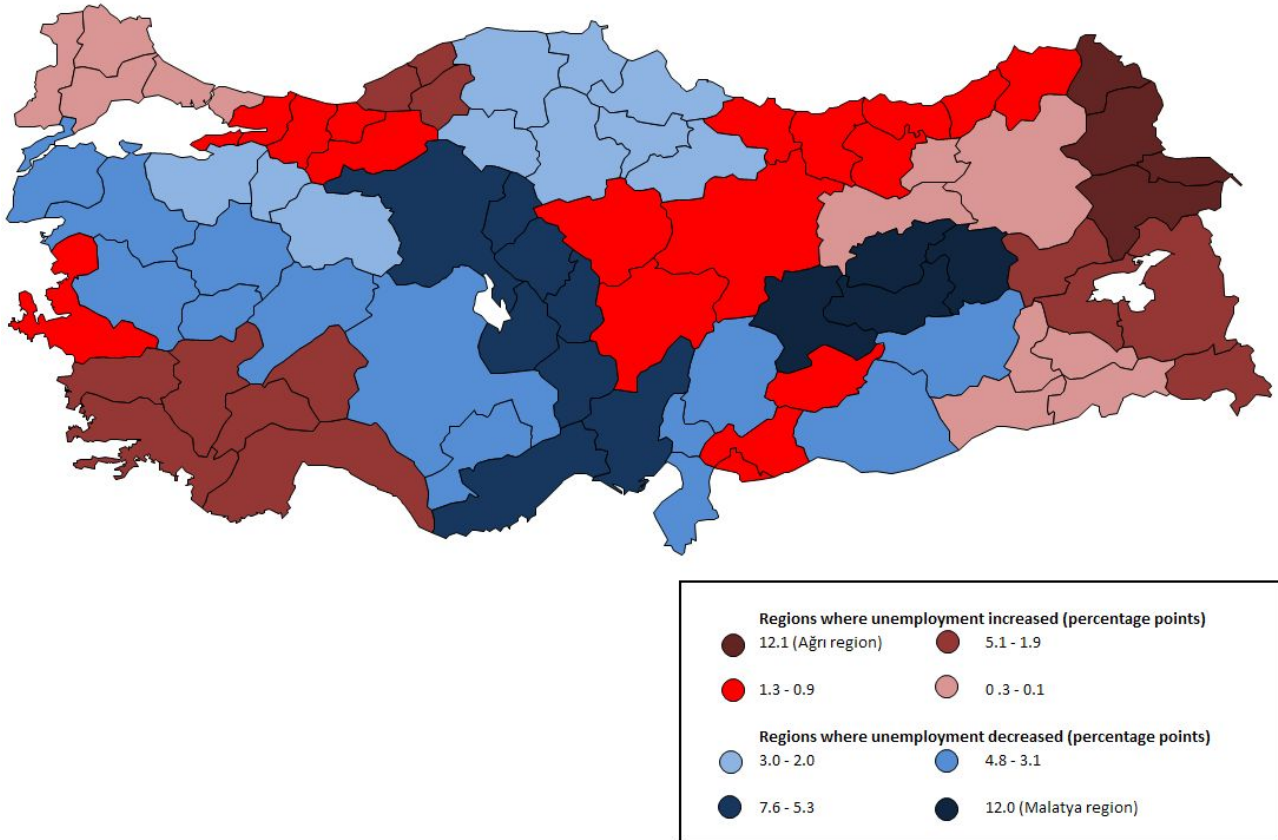 Regions where unemployment increased (percentage points)
12.1 (Ağrı region) 5.1 - 1.9
1.3 - 0.9 0 .3 - 0.1
Regions where unemployment decreased (percentage points)
3.0 - 2.0 4.8 - 3.1
7.6 - 5.3 12.0 (Malatya region)